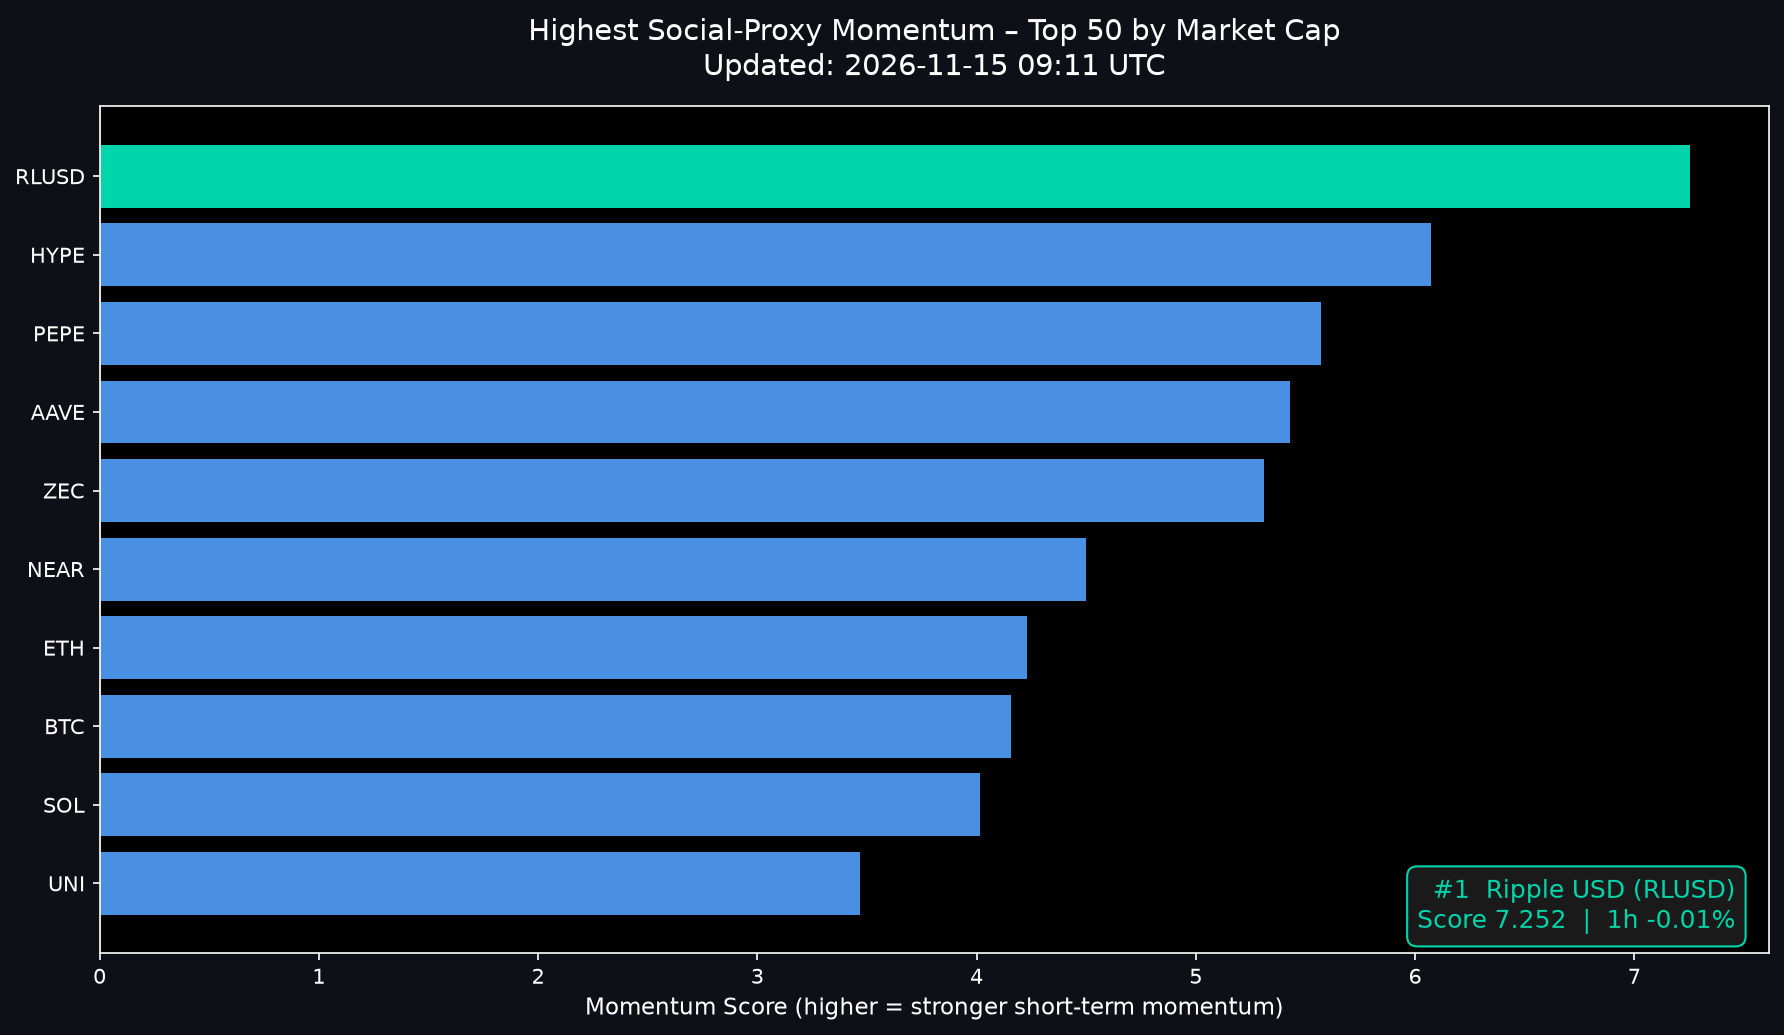 Highest Social-Proxy Momentum – Top 50 by Market Cap
Updated: 2026-11-15 09:11 UTC
RLUSD
HYPE
PEPE
AAVE
ZEC
NEAR
ETH
BTC
SOL
UNI
#1  Ripple USD (RLUSD)
Score 7.252  |  1h -0.01%
0 1 2 3 4 5 6 7
Momentum Score (higher = stronger short-term momentum)